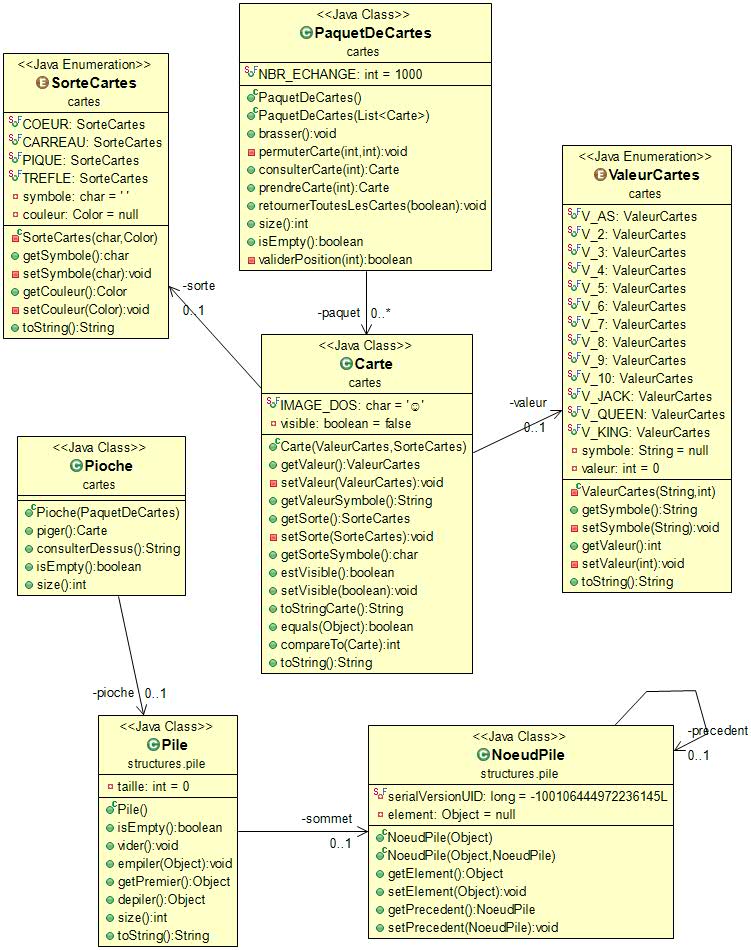 <<Java Class>>
PaquetDeCartes
cartes
NBR_ECHANGE: int = 1000
PaquetDeCartes()
PaquetDeCartes(List<Carte>)
brasser():void
permuterCarte(int,int):void
consulterCarte(int):Carte
prendreCarte(int):Carte
retournerToutesLesCartes(boolean):void
size():int
isEmpty():boolean
validerPosition(int):boolean
<<Java Enumeration>>
SorteCartes
cartes
COEUR: SorteCartes
CARREAU: SorteCartes
PIQUE: SorteCartes
TREFLE: SorteCartes
symbole: char = ' '
couleur: Color = null
SorteCartes(char,Color)
getSymbole():char
setSymbole(char):void
getCouleur():Color
setCouleur(Color):void
toString():String
<<Java Enumeration>>
ValeurCartes
cartes
V_AS: ValeurCartes
V_2: ValeurCartes
V_3: ValeurCartes
V_4: ValeurCartes
V_5: ValeurCartes
V_6: ValeurCartes
V_7: ValeurCartes
V_8: ValeurCartes
V_9: ValeurCartes
V_10: ValeurCartes
V_JACK: ValeurCartes
V_QUEEN: ValeurCartes
V_KING: ValeurCartes
symbole: String = null
valeur: int = 0
ValeurCartes(String,int)
getSymbole():String
setSymbole(String):void
getValeur():int
setValeur(int):void
toString():String
-sorte
0..1
-paquet 0..*
<<Java Class>>
Carte
cartes
IMAGE_DOS: char = '☺'
visible: boolean = false
Carte(ValeurCartes,SorteCartes)
getValeur():ValeurCartes
setValeur(ValeurCartes):void
getValeurSymbole():String
getSorte():SorteCartes
setSorte(SorteCartes):void
getSorteSymbole():char
estVisible():boolean
setVisible(boolean):void
toStringCarte():String
equals(Object):boolean
compareTo(Carte):int
toString():String
-valeur
0..1
<<Java Class>>
Pioche
cartes
Pioche(PaquetDeCartes)
piger():Carte
consulterDessus():String
isEmpty():boolean
size():int
-pioche 0..1
<<Java Class>>
Pile
structures.pile
taille: int = 0
Pile()
isEmpty():boolean
vider():void
empiler(Object):void
getPremier():Object
depiler():Object
size():int
toString():String
-sommet
0..1
<<Java Class>>
NoeudPile
structures.pile
serialVersionUID: long = -100106444972236145L
element: Object = null
NoeudPile(Object)
NoeudPile(Object,NoeudPile)
getElement():Object
setElement(Object):void
getPrecedent():NoeudPile
setPrecedent(NoeudPile):void
-precedent
0..1